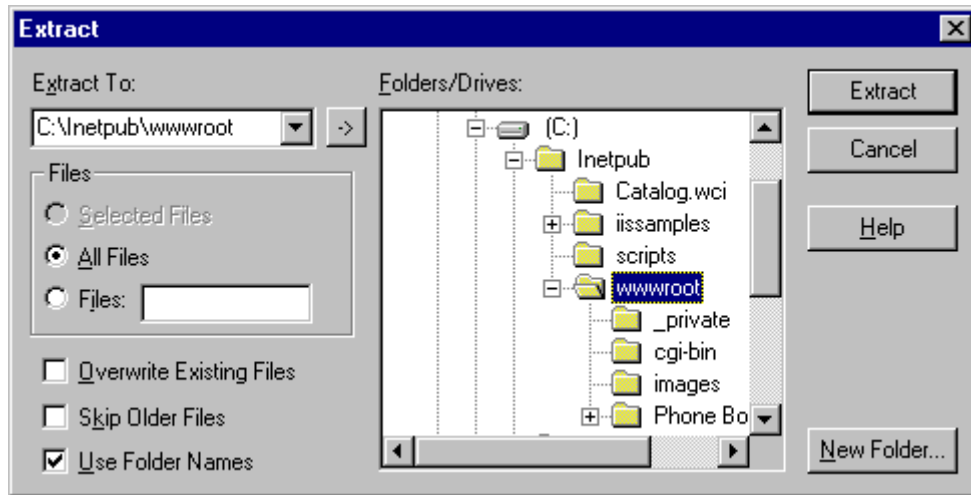 Extract
Extract To:
C:\Inetpub\wwwroot
->
Files
Selected Files
All Files
Files:
Overwrite Existing Files
Skip Older Files
Use Folder Names
Folders/Drives:
(C:)
Inetpub
Catalog.wci
iissamples
scripts
wwwroot
_private
cgi-bin
images
Phone Bo
Extract
Cancel
Help
New Folder...